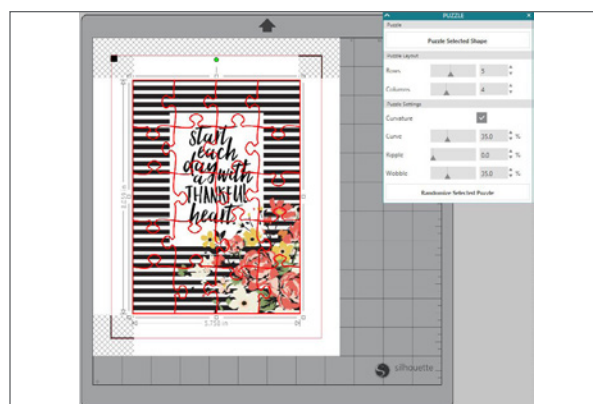 PUZZLE
Puzzle
Puzzle Selected Shape
Puzzle Layout
Rows 5
Columns 4
Puzzle Settings
Curvature
Curve 35.0 %
Ripple 0.0 %
Wobble 35.0 %
Randomize Selected Puzzle
start
each
day
a with
THANKFUL
heart.
5.750 in
silhouette